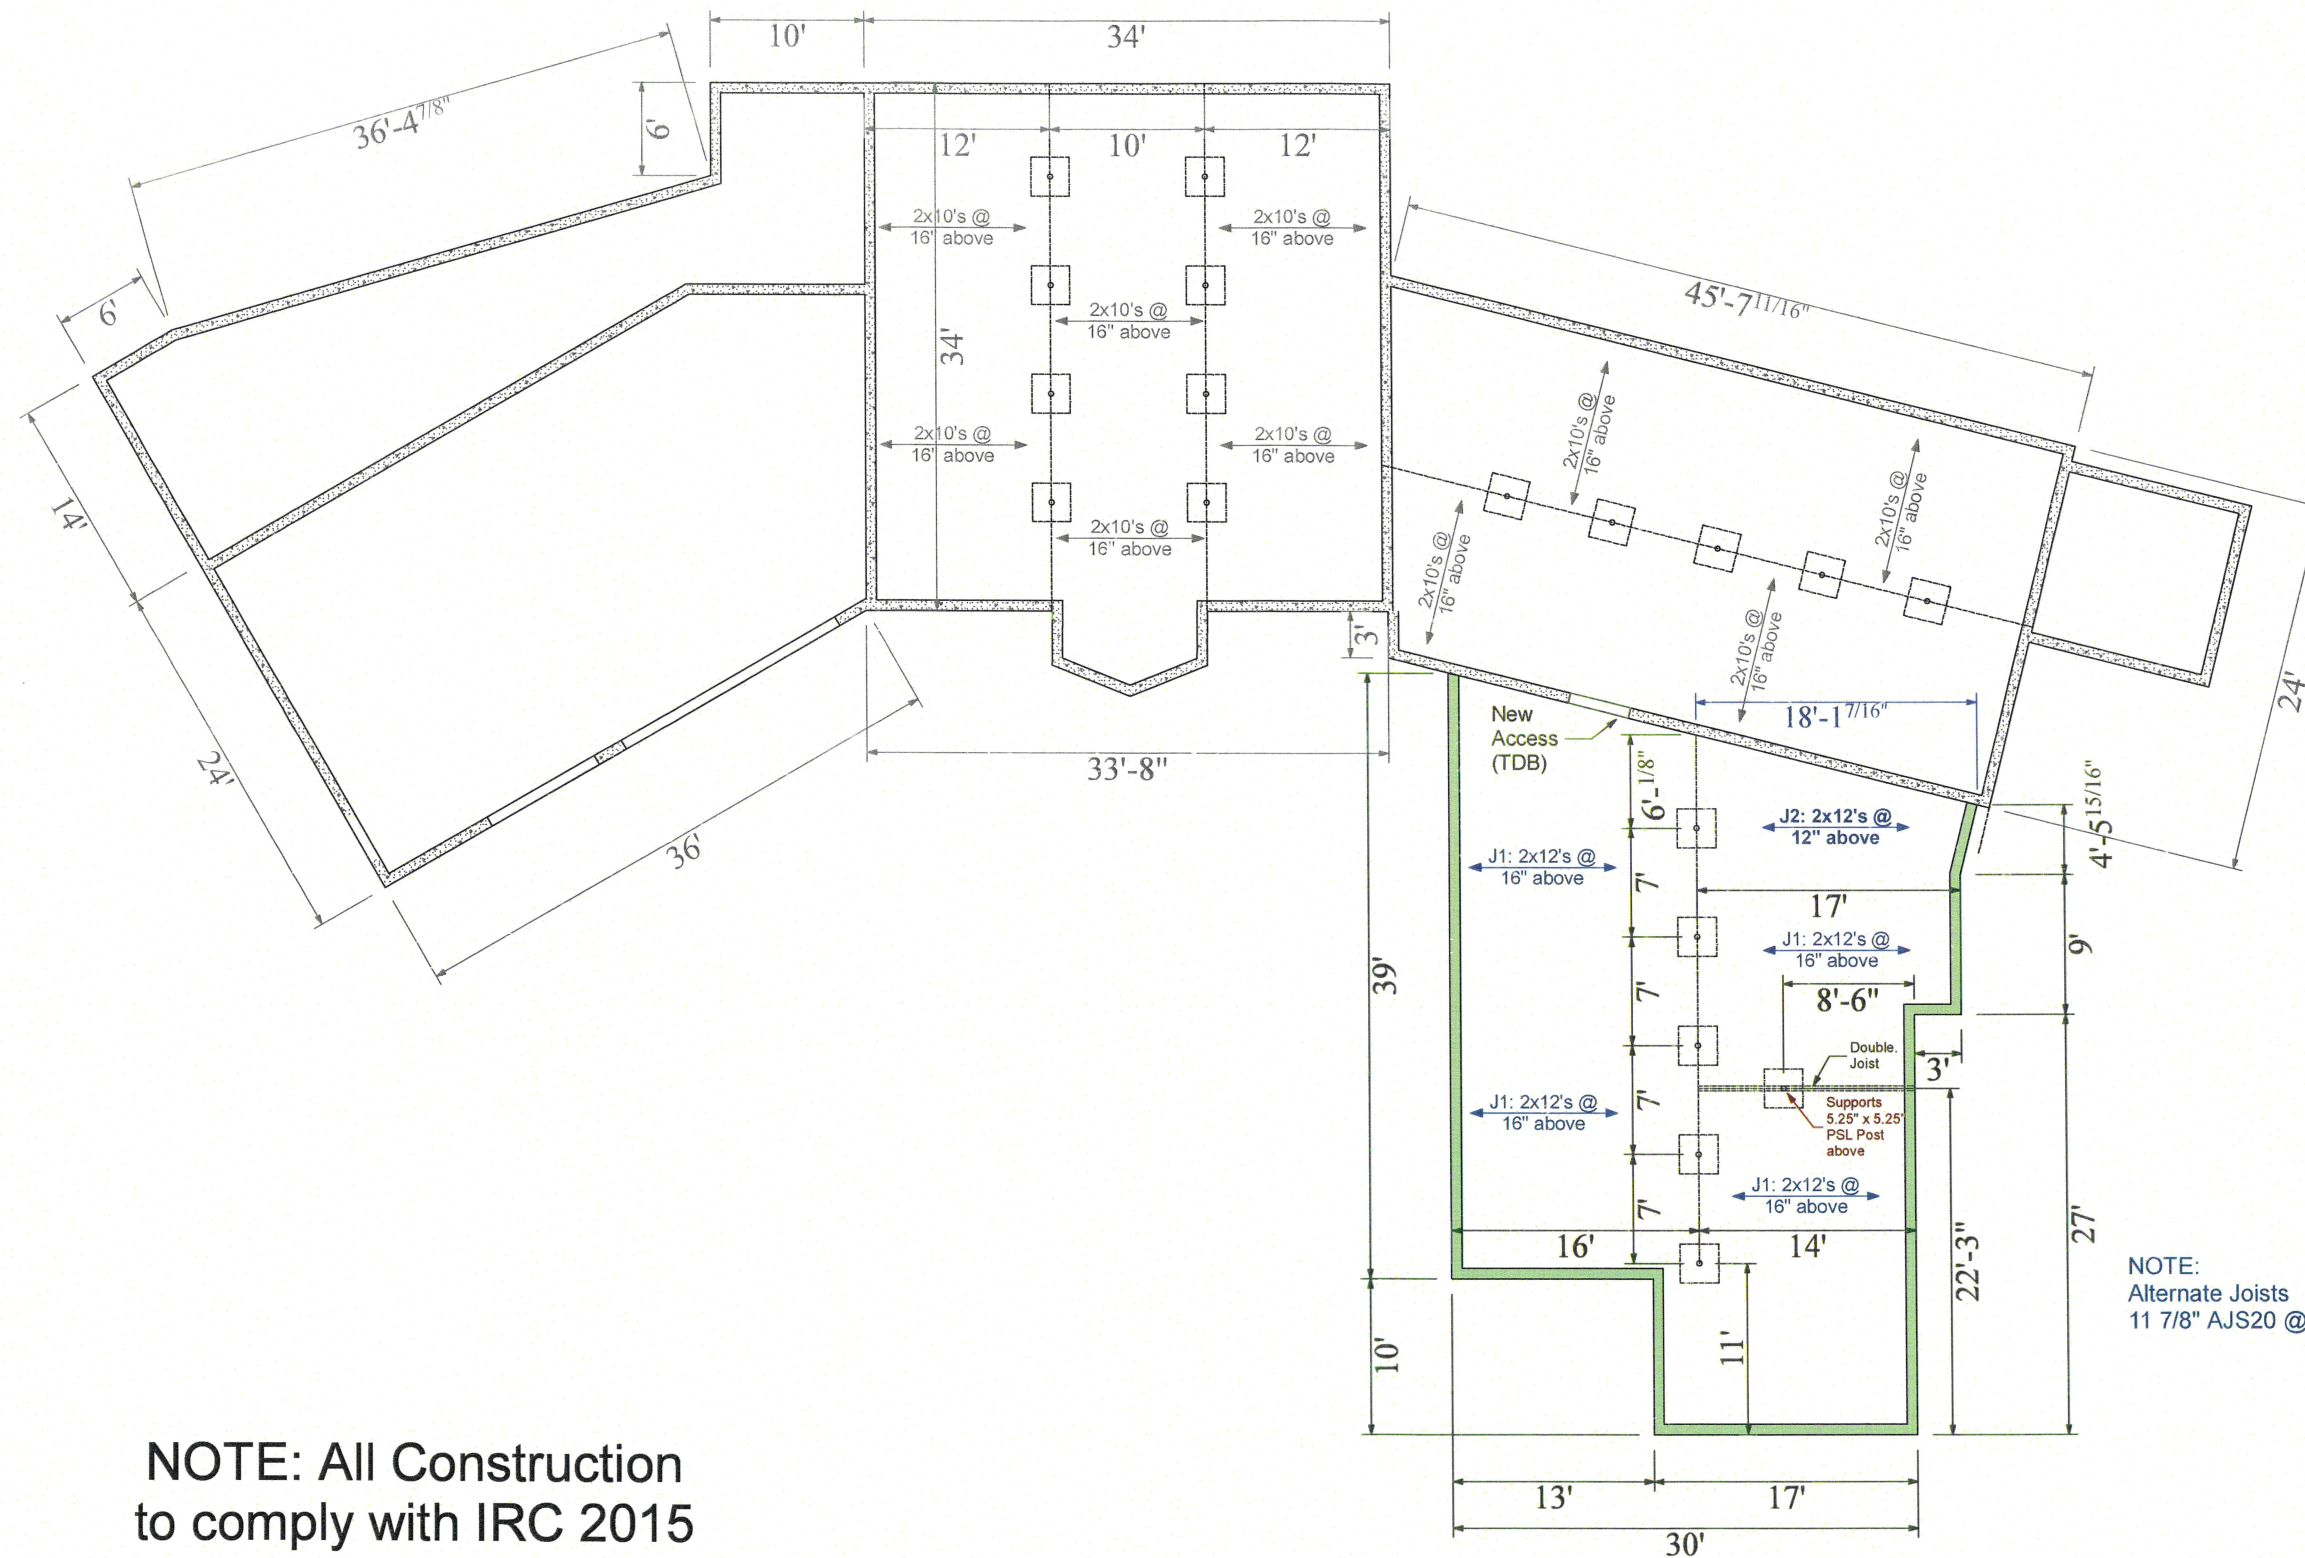 10'
34'
36'-4 7/8"
6'
12'
10'
12'
2x10's @
16" above
2x10's @
16" above
45'-7 11/16"
6'
2x10's @
16" above
34'
2x10's @
16" above
2x10's @
16" above
2x10's @
16" above
2x10's @
16" above
2x10's @
16" above
14'
2x10's @
16" above
2x10's @
16" above
3'
24'
New
Access
(TDB)
18'-1 7/16"
33'-8"
24'
36'
6'-1/8"
J2: 2x12's @
12" above
4'-5 15/16"
J1: 2x12's @
16" above
7'
17'
J1: 2x12's @
16" above
9'
39'
7'
8'-6"
Double.
Joist
3'
7'
J1: 2x12's @
16" above
Supports
5.25" x 5.25"
PSL Post
above
J1: 2x12's @
16" above
7'
16'
14'
27'
22'-3"
NOTE:
Alternate Joists
11 7/8" AJS20 @
10'
11'
NOTE: All Construction
to comply with IRC 2015
13'
17'
30'